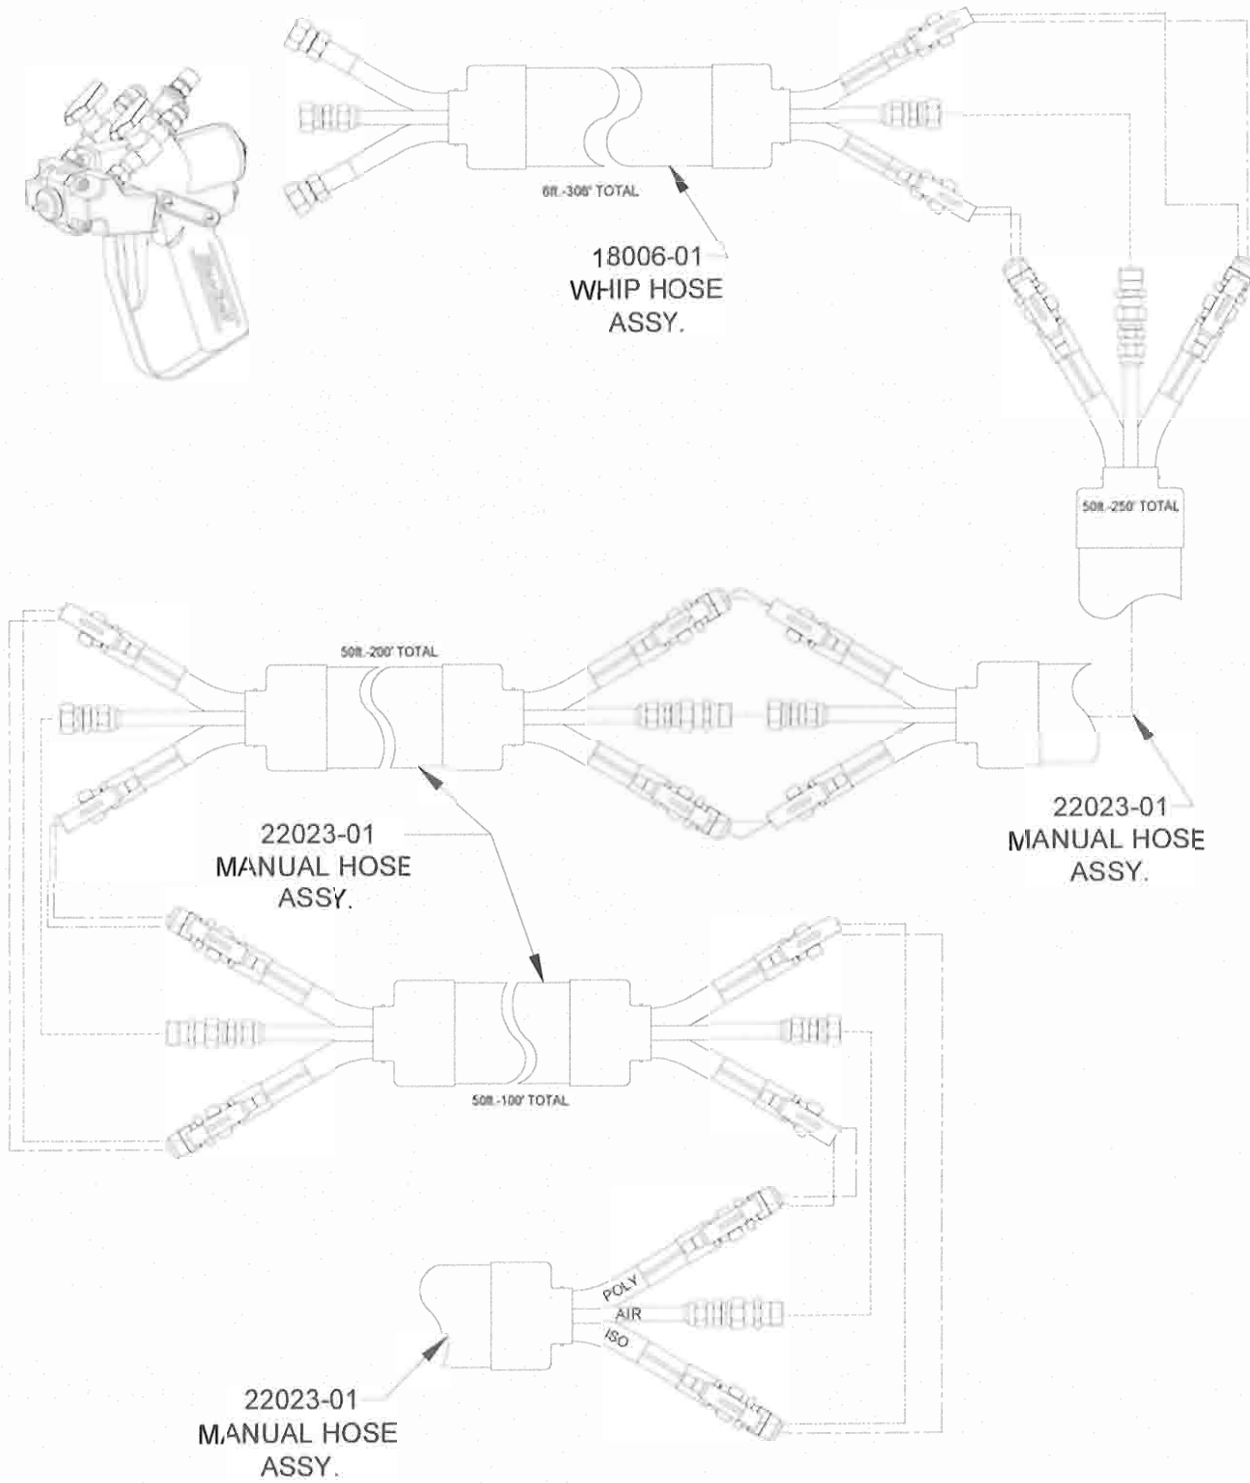 6ft.-306' TOTAL
18006-01
WHIP HOSE
ASSY.
50ft.-250' TOTAL
50ft.-200' TOTAL
22023-01
MANUAL HOSE
ASSY.
22023-01
MANUAL HOSE
ASSY.
50ft.-100' TOTAL
POLY
AIR
ISO
22023-01
MANUAL HOSE
ASSY.